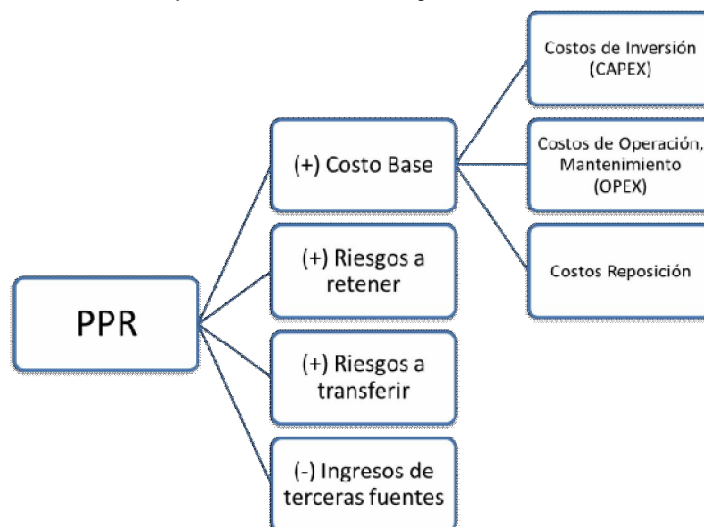 PPR
(+) Costo Base
(+) Riesgos a
retener
(+) Riesgos a
transferir
(-) Ingresos de
terceras fuentes
Costos de Inversión
(CAPEX)
Costos de Operación,
Mantenimiento
(OPEX)
Costos Reposición